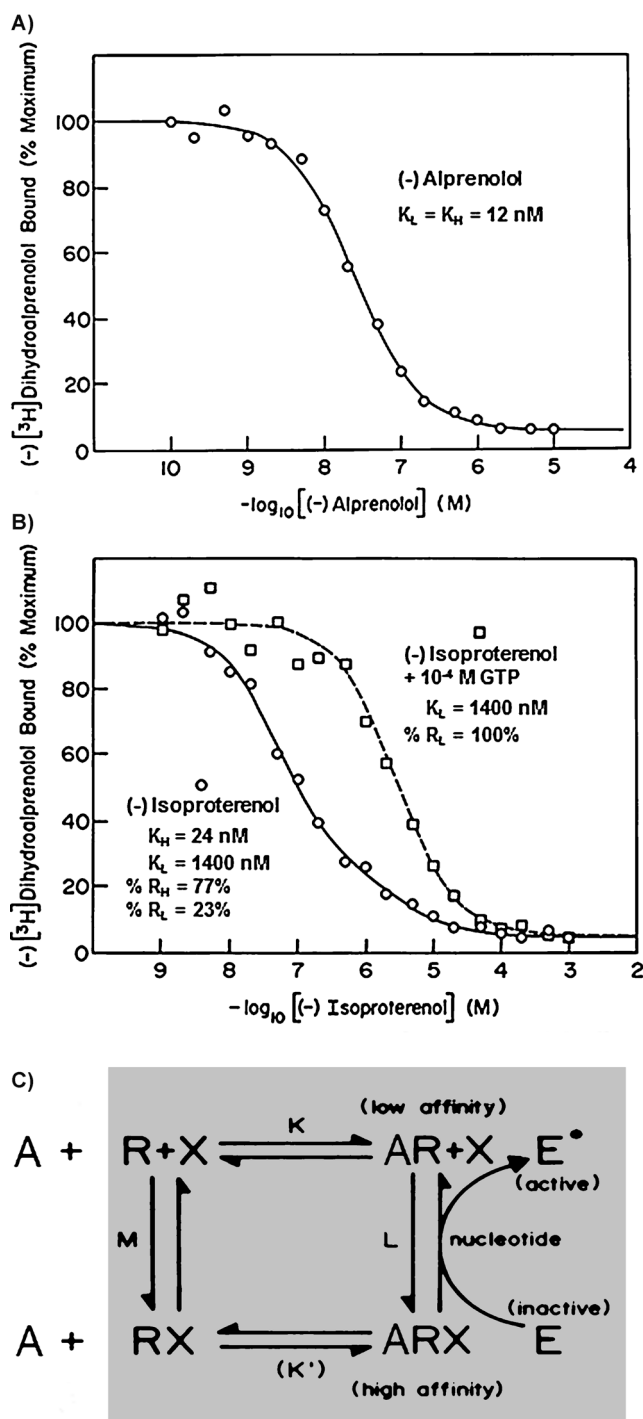 A)
(-) [³H]Dihydroalprenolol Bound (% Maximum)
100
80
60
40
20
0
(-) Alprenolol
K_L = K_H = 12 nM
10 9 8 7 6 5 4
-log₁₀ [(-) Alprenolol] (M)
B)
(-) [³H]Dihydroalprenolol Bound (% Maximum)
100
80
60
40
20
0
(-) Isoproterenol
+ 10⁻⁴ M GTP
K_L = 1400 nM
% R_L = 100%
(-) Isoproterenol
K_H = 24 nM
K_L = 1400 nM
% R_H = 77%
% R_L = 23%
9 8 7 6 5 4 3 2
-log₁₀ [(-) Isoproterenol] (M)
C)
(low affinity)
A + R+X K AR+X E*
(active)
M L nucleotide
(inactive)
A + RX (K') ARX E
(high affinity)